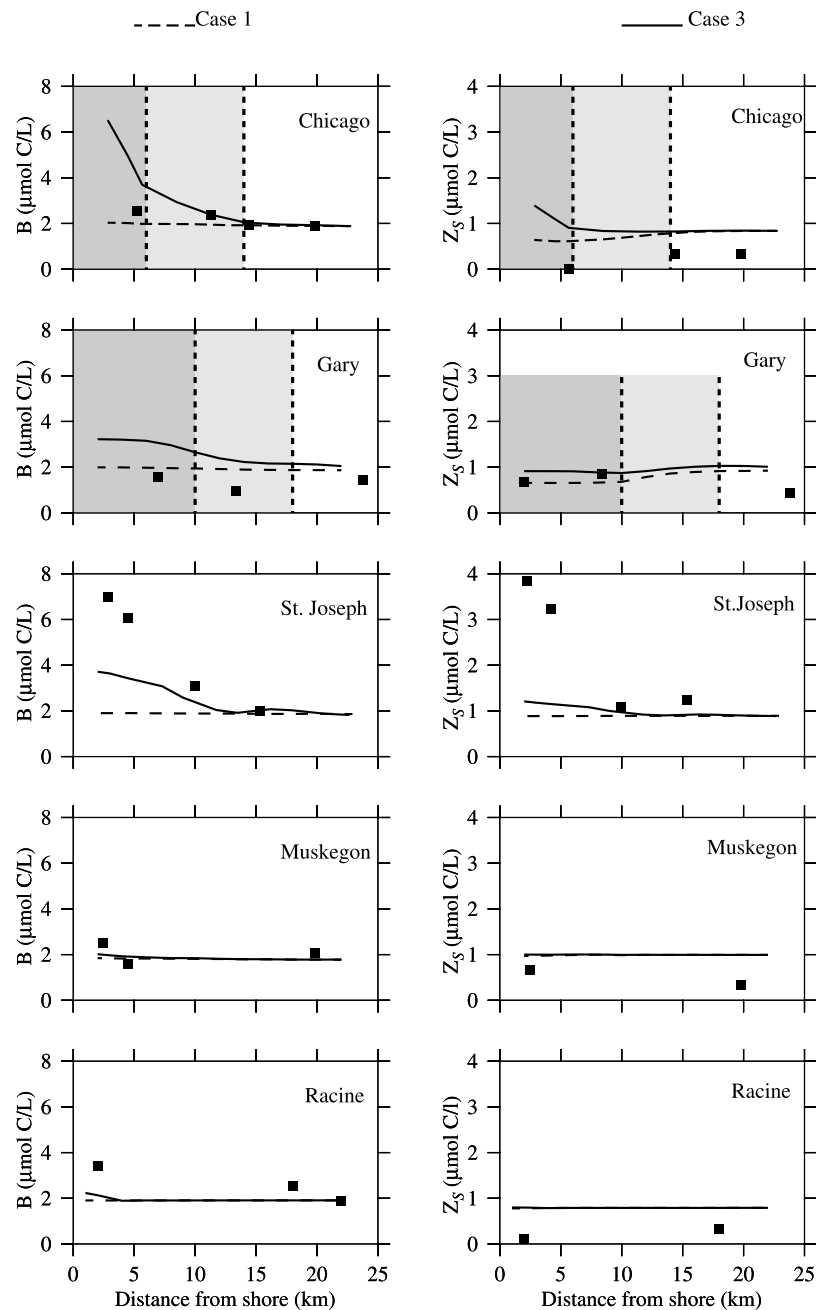 Case 1
Case 3
8
6
4
2
0
B (μmol C/L)
Chicago
4
3
2
1
0
Z_S (μmol C/L)
Chicago
8
6
4
2
0
B (μmol C/L)
Gary
4
3
2
1
0
Z_S (μmol C/L)
Gary
8
6
4
2
0
B (μmol C/L)
St. Joseph
4
3
2
1
0
Z_S (μmol C/L)
St.Joseph
8
6
4
2
0
B (μmol C/L)
Muskegon
4
3
2
1
0
Z_S (μmol C/L)
Muskegon
8
6
4
2
0
B (μmol C/L)
Racine
0 5 10 15 20 25
Distance from shore (km)
4
3
2
1
0
Z_S (μmol C/l)
Racine
0 5 10 15 20 25
Distance from shore (km)